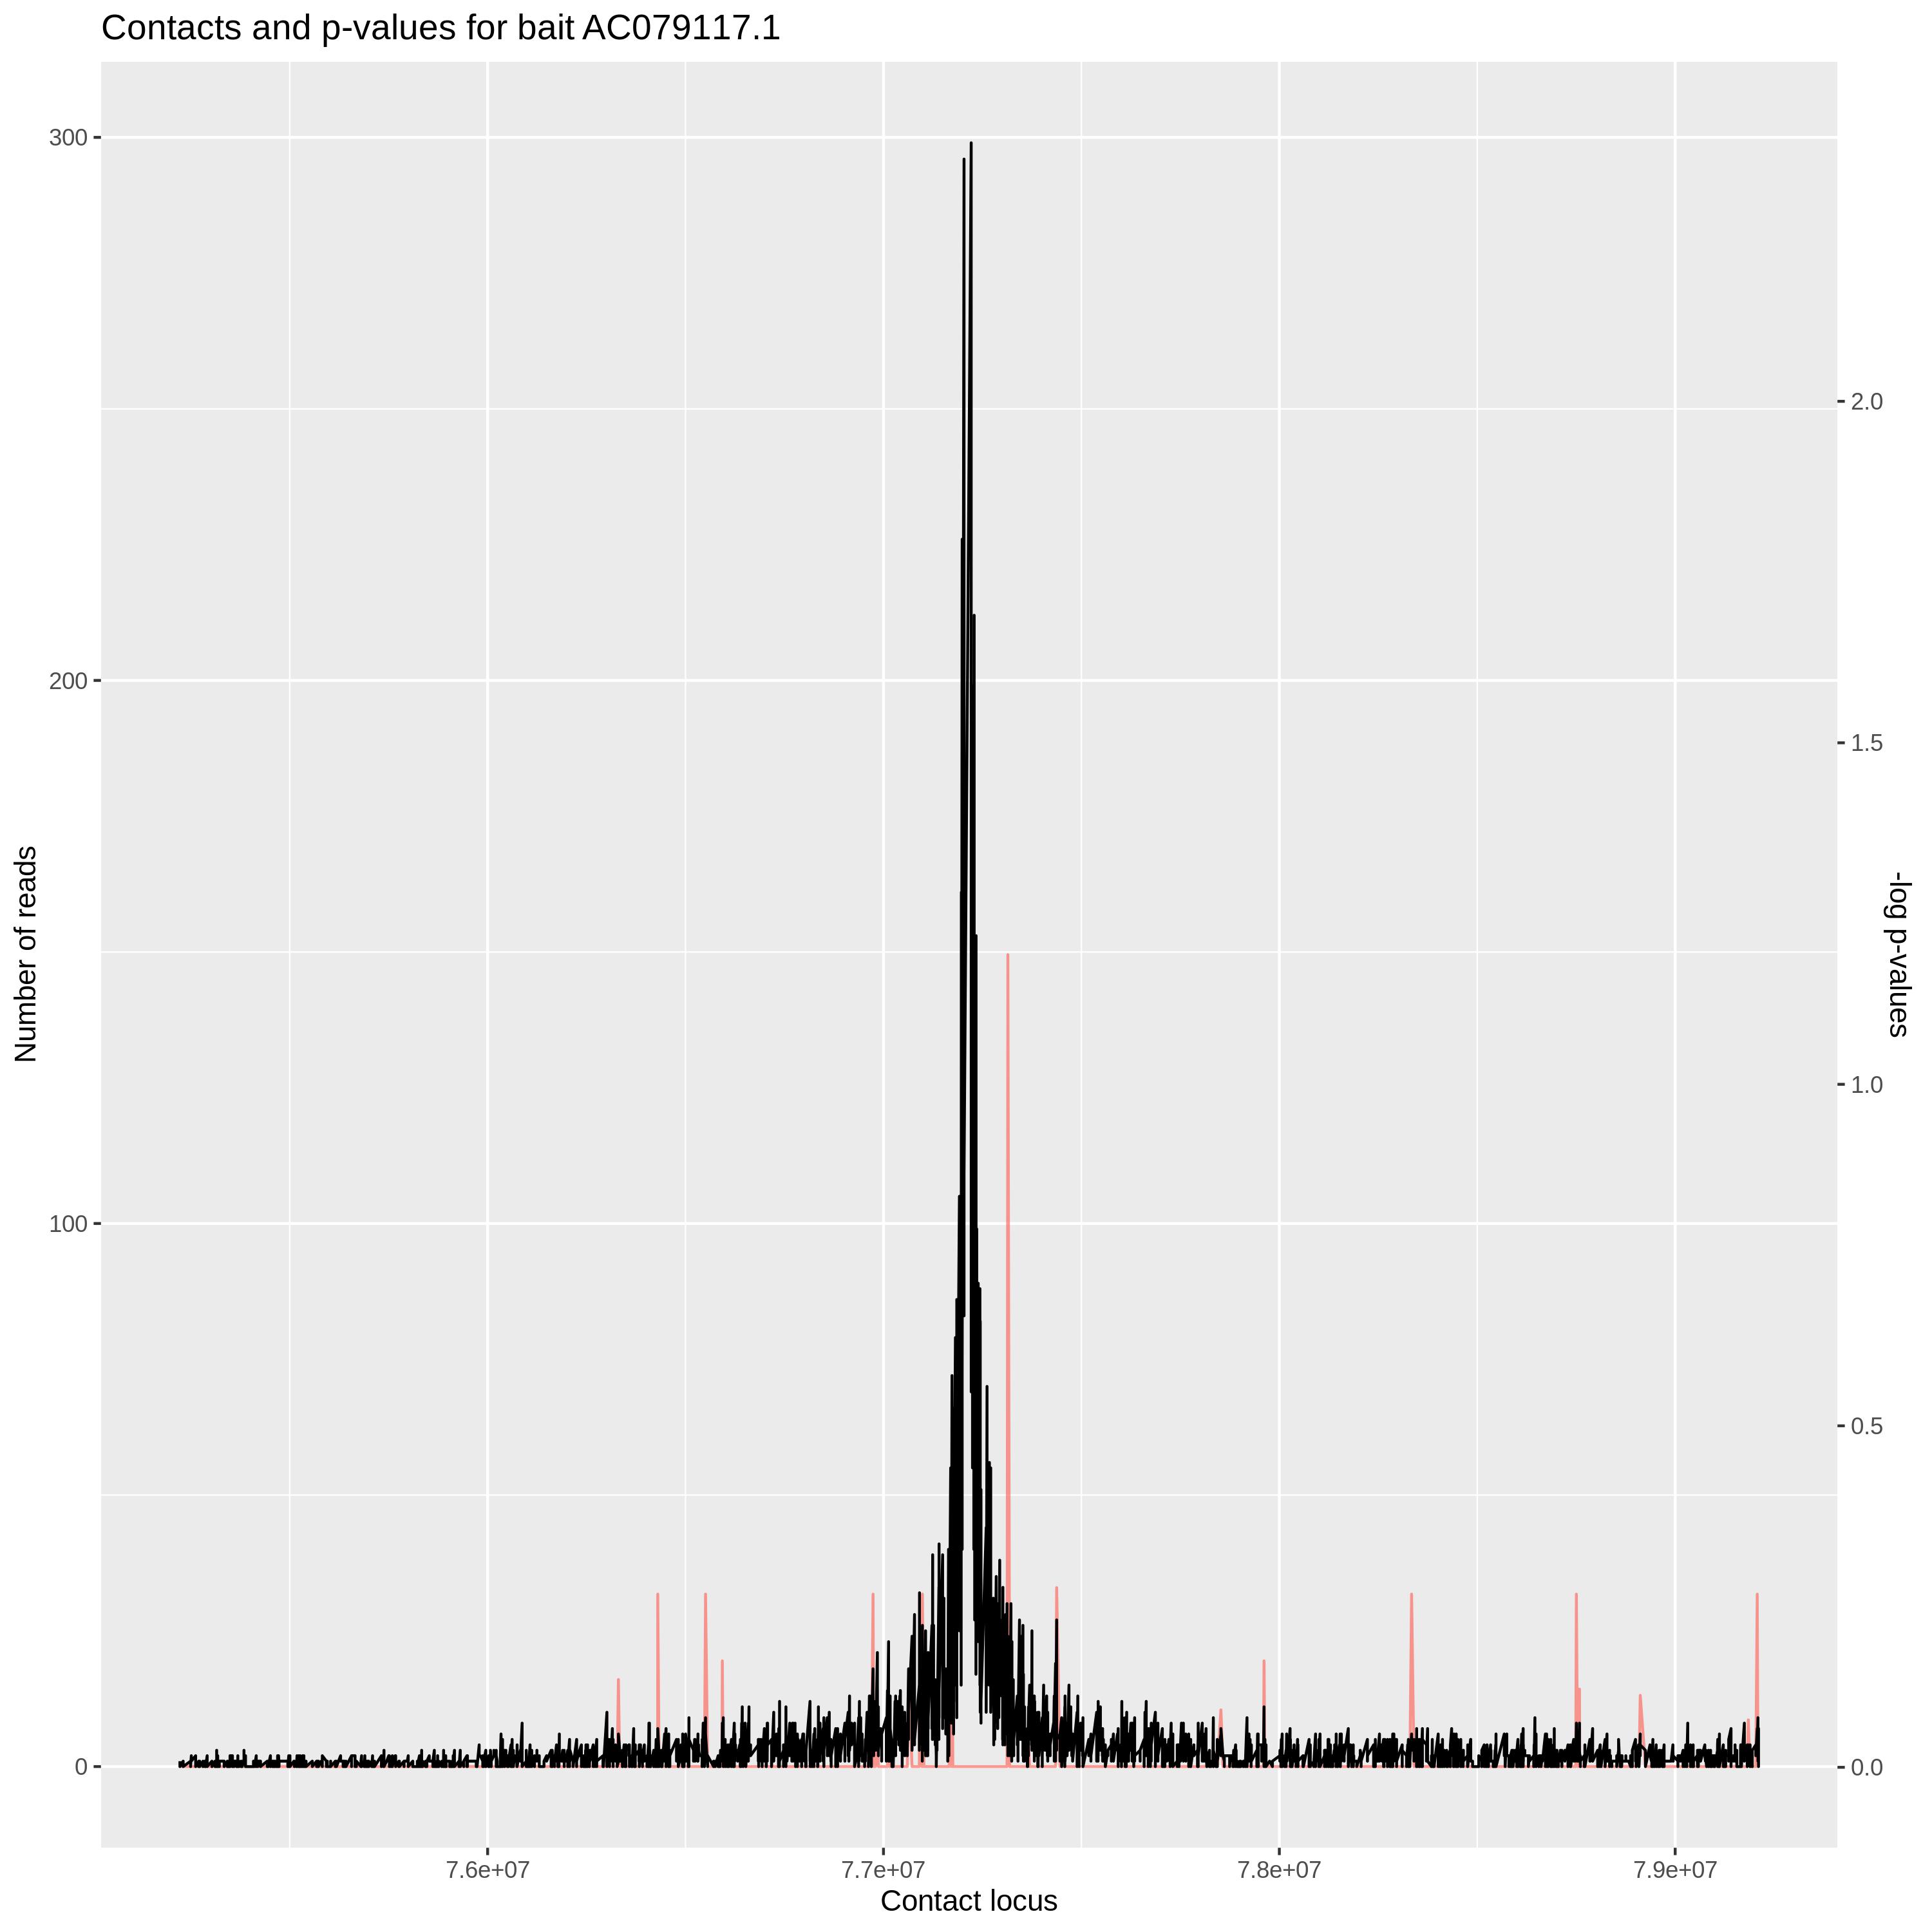 Contacts and p-values for bait AC079117.1
300
200
100
0
Number of reads
2.0
1.5
1.0
0.5
0.0
-log p-values
7.6e+07
7.7e+07
7.8e+07
7.9e+07
Contact locus